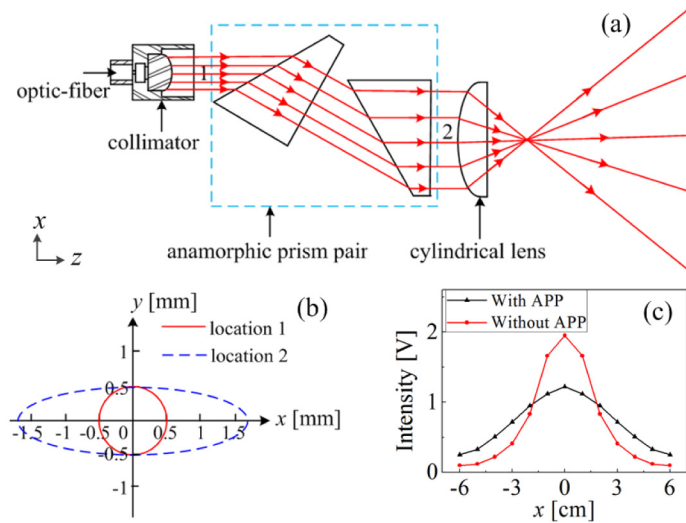 (a)
1
optic-fiber
collimator
2
anamorphic prism pair
cylindrical lens
x
z
(b)
y [mm]
location 1
location 2
1
0.5
-1.5 -0.5 0 0.5 1.5
x [mm]
-0.5
-1
(c)
With APP
Without APP
Intensity [V]
2
1
0
-6 -3 0 3 6
x [cm]